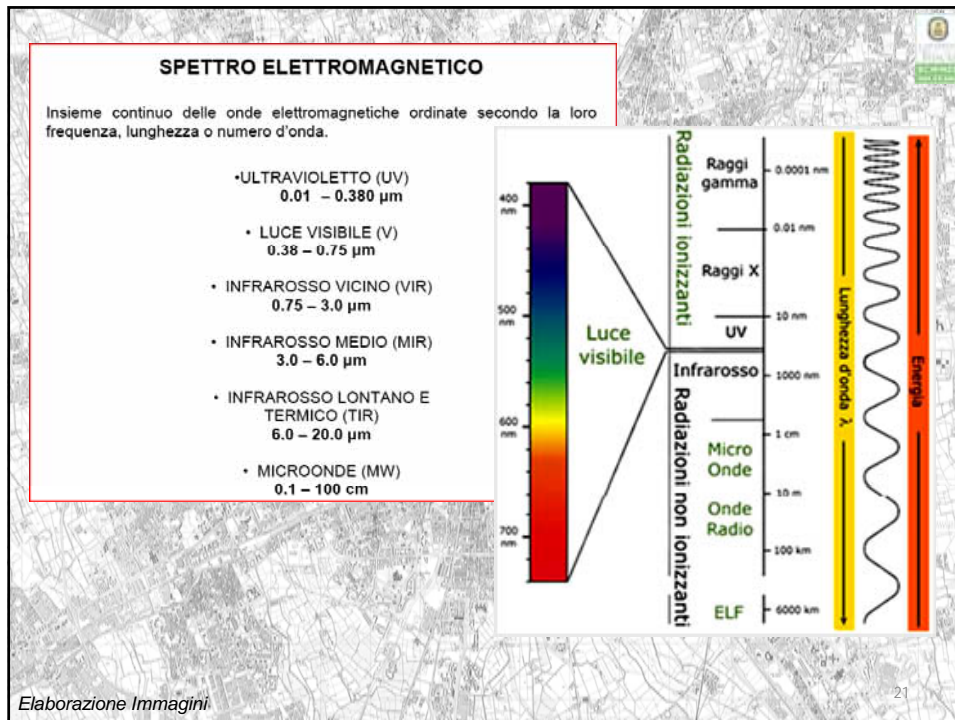 SPETTRO ELETTROMAGNETICO
Insieme continuo delle onde elettromagnetiche ordinate secondo la loro
frequenza, lunghezza o numero d'onda.
•ULTRAVIOLETTO (UV)
0.01 – 0.380 µm
• LUCE VISIBILE (V)
0.38 – 0.75 µm
• INFRAROSSO VICINO (VIR)
0.75 – 3.0 µm
• INFRAROSSO MEDIO (MIR)
3.0 – 6.0 µm
• INFRAROSSO LONTANO E
TERMICO (TIR)
6.0 – 20.0 µm
• MICROONDE (MW)
0.1 – 100 cm
400
nm
500
nm
600
nm
700
nm
Luce
visibile
Radiazioni ionizzanti
Radiazioni non ionizzanti
Raggi
gamma
Raggi X
UV
Infrarosso
Micro
Onde
Onde
Radio
ELF
0.0001 nm
0.01 nm
10 nm
1000 nm
1 cm
10 m
100 km
6000 km
Lunghezza d'onda λ
Energia
Elaborazione Immagini
21